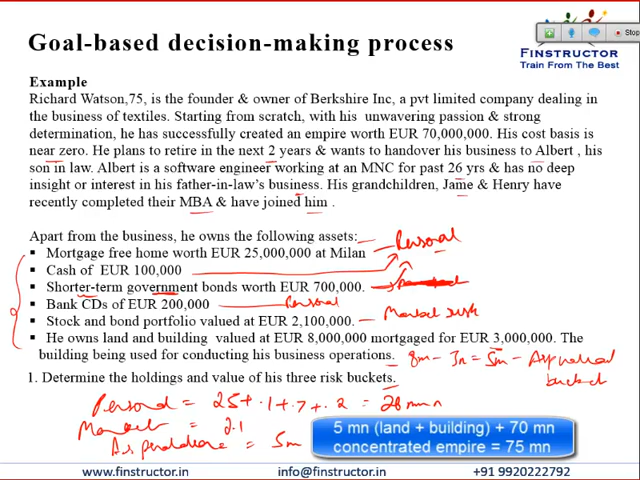 Stop
Goal-based decision-making process
FINSTRUCTOR
Train From The Best
Example
Richard Watson,75, is the founder & owner of Berkshire Inc, a pvt limited company dealing in
the business of textiles. Starting from scratch, with his unwavering passion & strong
determination, he has successfully created an empire worth EUR 70,000,000. His cost basis is
near zero. He plans to retire in the next 2 years & wants to handover his business to Albert , his
son in law. Albert is a software engineer working at an MNC for past 26 yrs & has no deep
insight or interest in his father-in-law's business. His grandchildren, Jame & Henry have
recently completed their MBA & have joined him .
Apart from the business, he owns the following assets:
▪ Mortgage free home worth EUR 25,000,000 at Milan
Personal
▪ Cash of EUR 100,000
▪ Shorter-term government bonds worth EUR 700,000.
▪ Bank CDs of EUR 200,000
Personal
▪ Stock and bond portfolio valued at EUR 2,100,000.
Market risk
▪ He owns land and building valued at EUR 8,000,000 mortgaged for EUR 3,000,000. The
building being used for conducting his business operations.
8m - 3m = 5m - Aspirational
bucket
1. Determine the holdings and value of his three risk buckets.
Personal = 25 + .1 + .7 + .2 = 26 mn
Market = 2.1
= 5m
5 mn (land + building) + 70 mn
concentrated empire = 75 mn
www.finstructor.in info@finstructor.in +91 9920222792